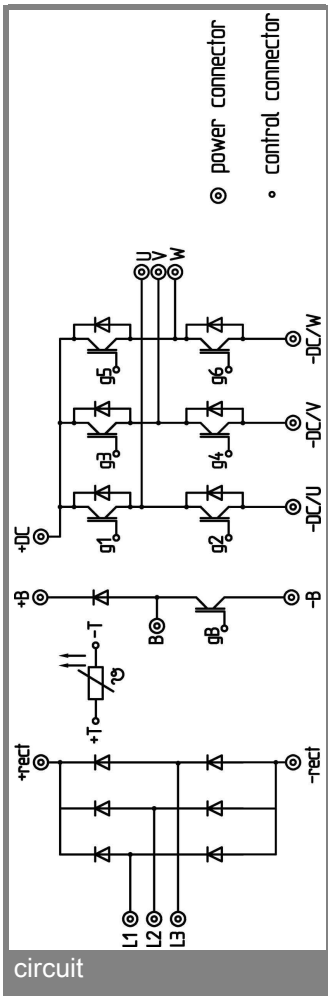 power connector
control connector
U
V
W
g5
g6
-DC/W
g3
g4
-DC/V
+DC
g1
g2
-DC/U
+B
B
gB
-B
-T
+T
ϑ
+rect
-rect
L1
L2
L3
circuit